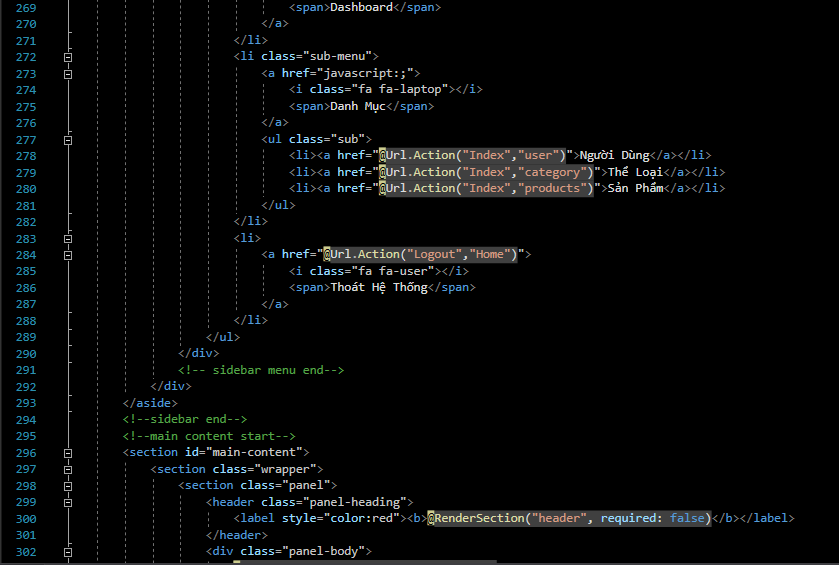 269 <span>Dashboard</span>
270 </a>
271 </li>
272 <li class="sub-menu">
273 <a href="javascript:;">
274 <i class="fa fa-laptop"></i>
275 <span>Danh Mục</span>
276 </a>
277 <ul class="sub">
278 <li><a href="@Url.Action("Index","user")">Người Dùng</a></li>
279 <li><a href="@Url.Action("Index","category")">Thể Loại</a></li>
280 <li><a href="@Url.Action("Index","products")">Sản Phẩm</a></li>
281 </ul>
282 </li>
283 <li>
284 <a href="@Url.Action("Logout","Home")">
285 <i class="fa fa-user"></i>
286 <span>Thoát Hệ Thống</span>
287 </a>
288 </li>
289 </ul>
290 </div>
291 <!-- sidebar menu end-->
292 </div>
293 </aside>
294 <!--sidebar end-->
295 <!--main content start-->
296 <section id="main-content">
297 <section class="wrapper">
298 <section class="panel">
299 <header class="panel-heading">
300 <label style="color:red"><b>@RenderSection("header", required: false)</b></label>
301 </header>
302 <div class="panel-body">